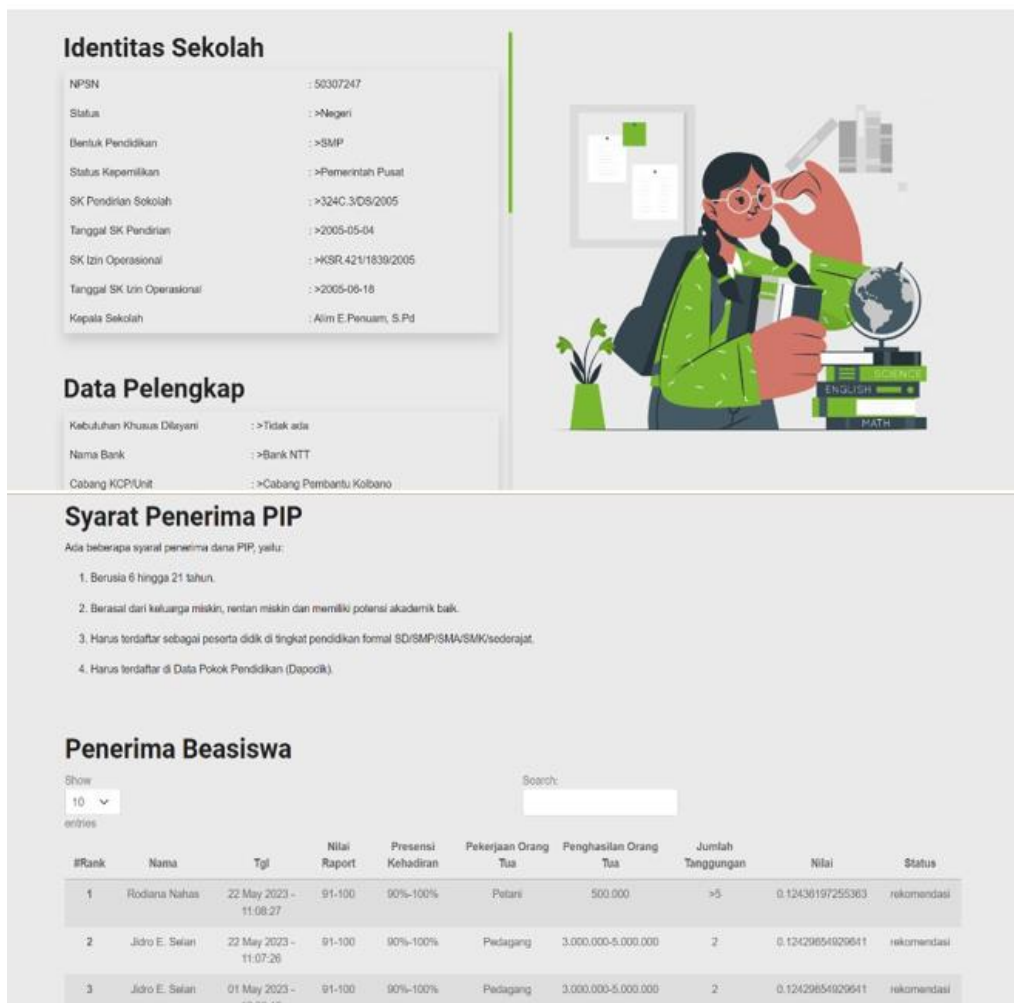 Identitas Sekolah
NPSN : 50307247
Status : >Negeri
Bentuk Pendidikan : >SMP
Status Kepemilikan : >Pemerintah Pusat
SK Pendirian Sekolah : >324C.3/DS/2005
Tanggal SK Pendirian : >2005-05-04
SK Izin Operasional : >KSR.421/1839/2005
Tanggal SK Izin Operasional : >2005-06-18
Kepala Sekolah : Alim E.Penuam, S.Pd
SCIENCE
ENGLISH
MATH
Data Pelengkap
Kebutuhan Khusus Dilayani : >Tidak ada
Nama Bank : >Bank NTT
Cabang KCP/Unit : >Cabang Pembantu Kolbano
Syarat Penerima PIP
Ada beberapa syarat penerima dana PIP, yaitu:
1. Berusia 6 hingga 21 tahun.
2. Berasal dari keluarga miskin, rentan miskin dan memiliki potensi akademik baik.
3. Harus terdaftar sebagai peserta didik di tingkat pendidikan formal SD/SMP/SMA/SMK/sederajat.
4. Harus terdaftar di Data Pokok Pendidikan (Dapodik).
Penerima Beasiswa
Show
10
entries
Search:
#Rank Nama Tgl Nilai Raport Presensi Kehadiran Pekerjaan Orang Tua Penghasilan Orang Tua Jumlah Tanggungan Nilai Status
1 Rodiana Nahas 22 May 2023 - 11:08:27 91-100 90%-100% Petani 500.000 >5 0.12436197255363 rekomendasi
2 Jidro E. Selan 22 May 2023 - 11:07:26 91-100 90%-100% Pedagang 3.000.000-5.000.000 2 0.12429654929641 rekomendasi
3 Jidro E. Selan 01 May 2023 - 91-100 90%-100% Pedagang 3.000.000-5.000.000 2 0.12429654929641 rekomendasi